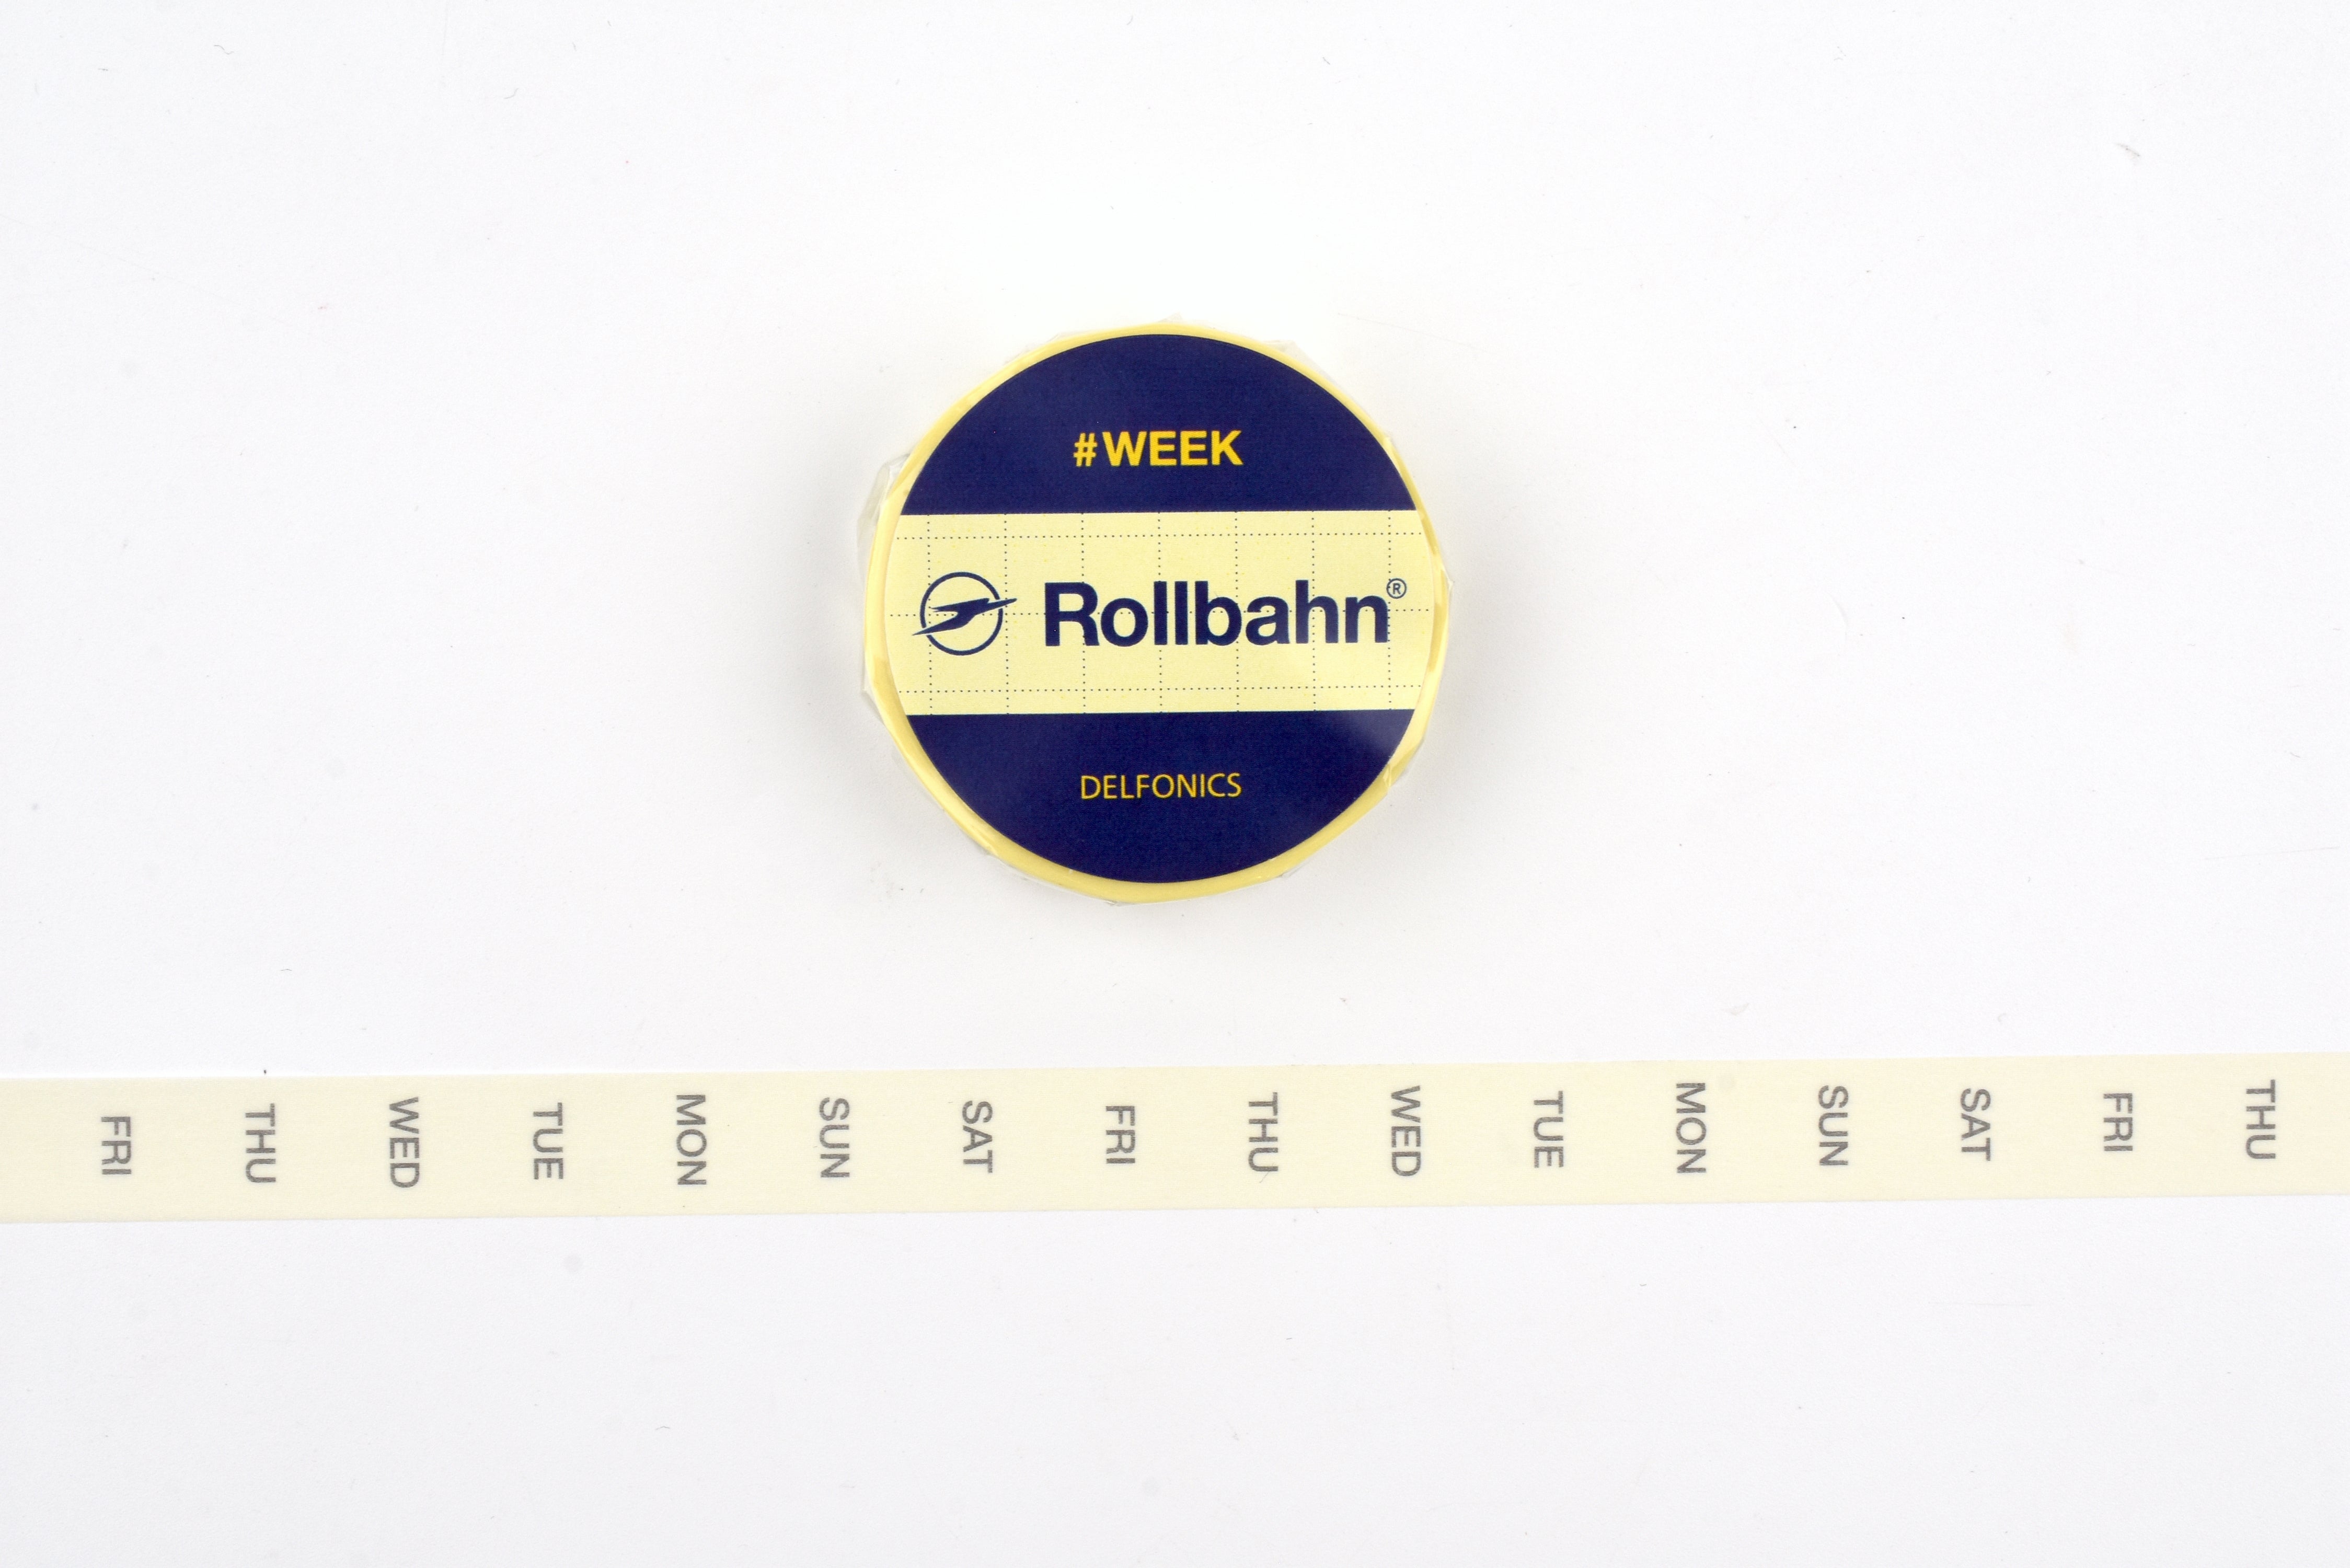 #WEEK
Rollbahn®
DELFONICS
FRI
THU
WED
TUE
MON
SUN
SAT
FRI
THU
WED
TUE
MON
SUN
SAT
FRI
THU